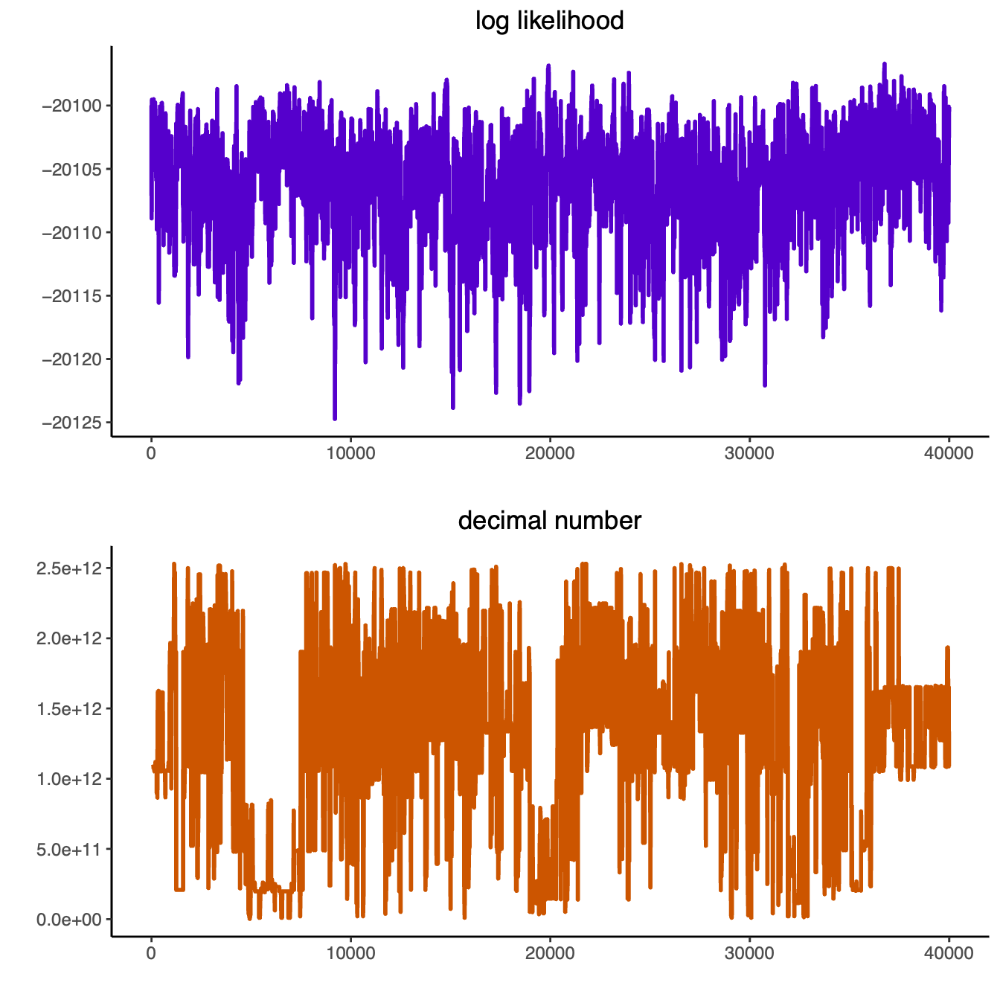 log likelihood
−20100
−20105
−20110
−20115
−20120
−20125
0 10000 20000 30000 40000
decimal number
2.5e+12
2.0e+12
1.5e+12
1.0e+12
5.0e+11
0.0e+00
0 10000 20000 30000 40000